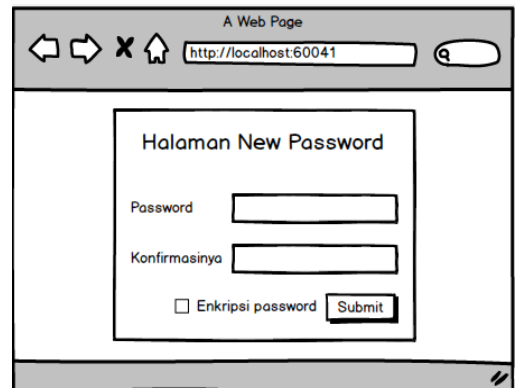 A Web Page
http://localhost:60041
Halaman New Password
Password
Konfirmasinya
Enkripsi password Submit